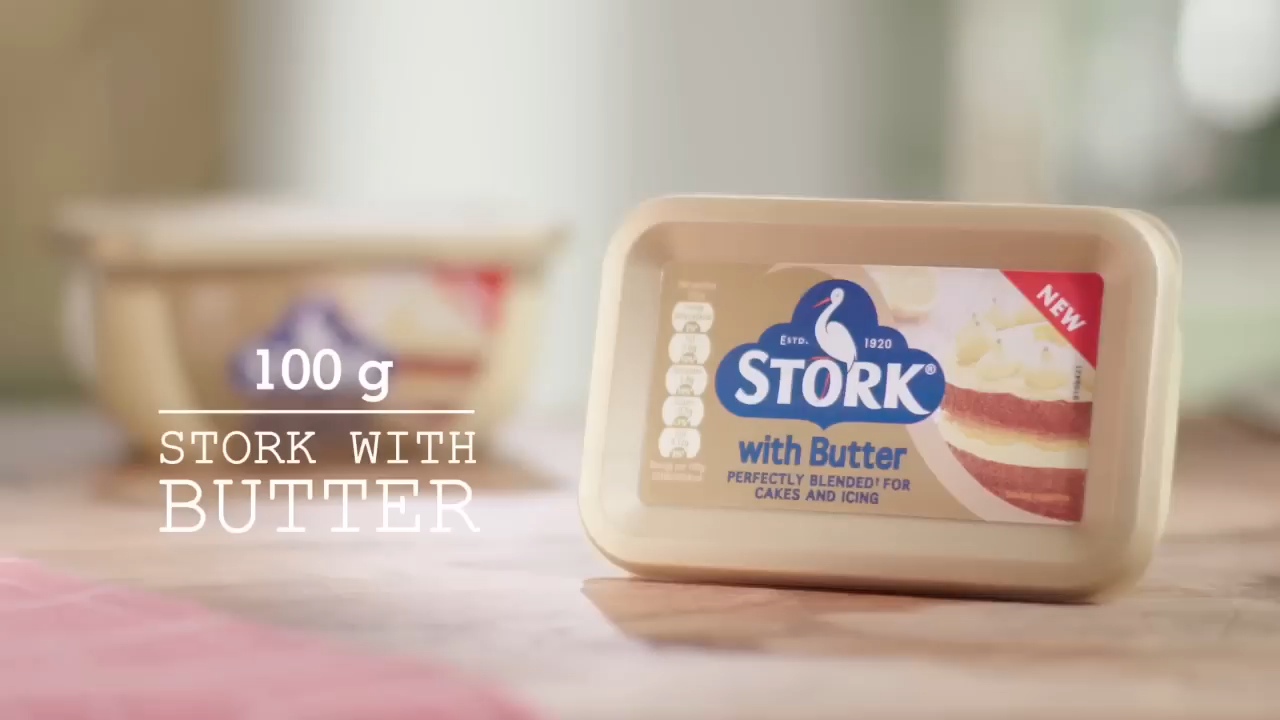 100 g
STORK WITH
BUTTER
NEW
ESTD. 1920
STORK®
with Butter
PERFECTLY BLENDED† FOR
CAKES AND ICING